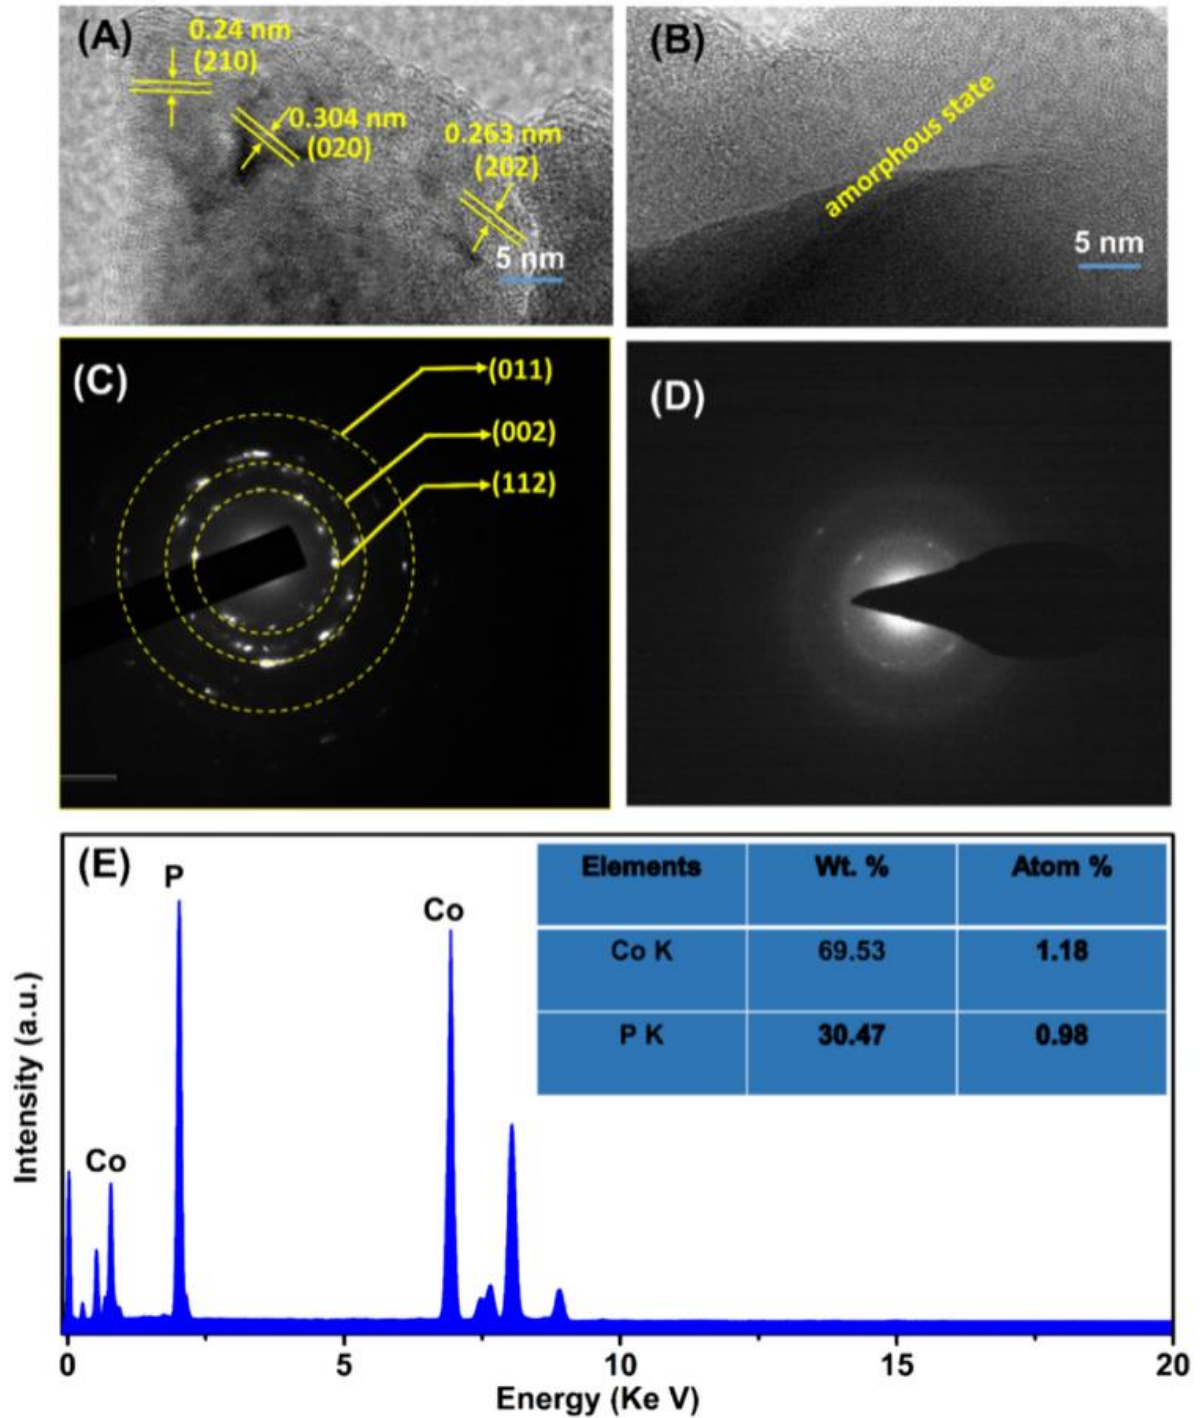 (A)
0.24 nm
(210)
0.304 nm
(020)
0.263 nm
(202)
5 nm
(B)
amorphous state
5 nm
(C)
(011)
(002)
(112)
(D)
(E)
P
Co
Co
Elements Wt. % Atom %
Co K 69.53 1.18
P K 30.47 0.98
Intensity (a.u.)
0 5 10 15 20
Energy (Ke V)